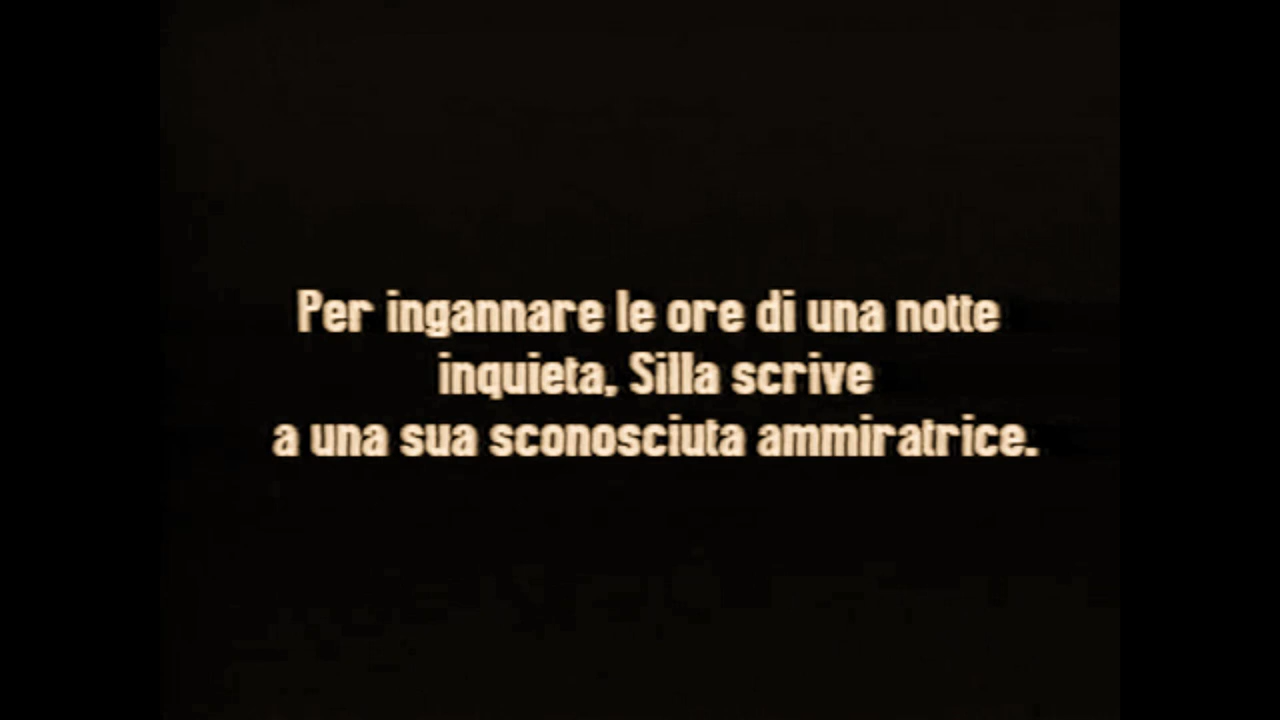 Per ingannare le ore di una notte
inquieta, Silla scrive
a una sua sconosciuta ammiratrice.